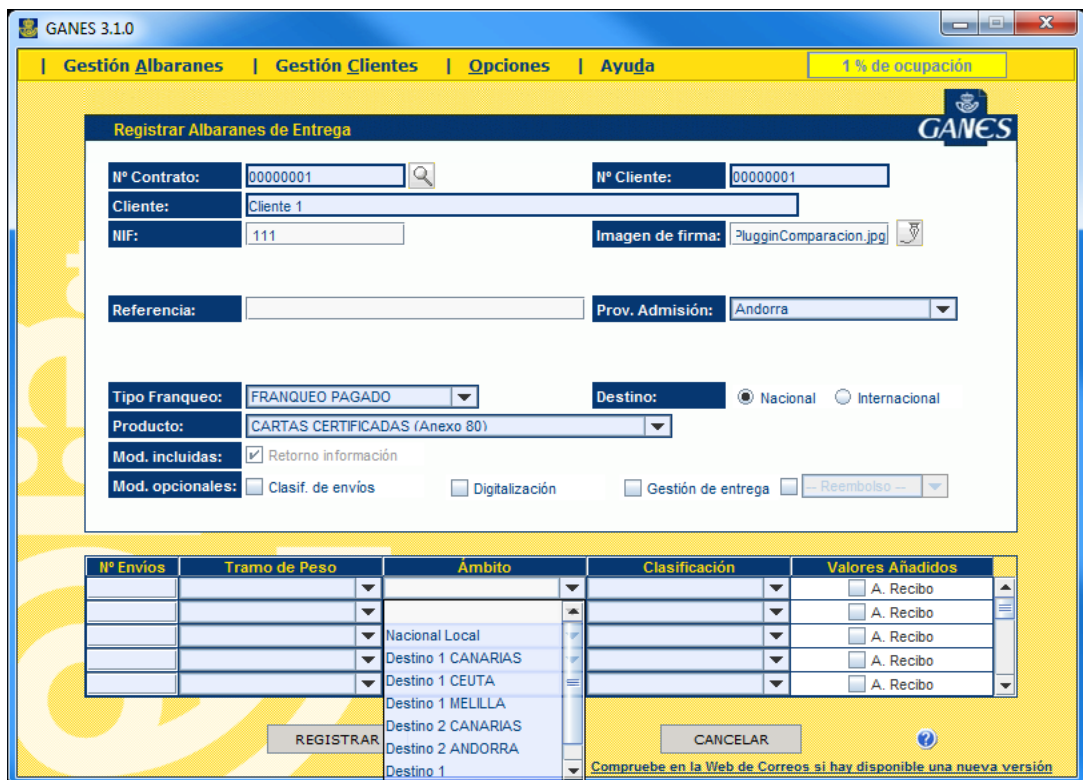 GANES 3.1.0
| Gestión Albaranes | Gestión Clientes | Opciones | Ayuda 1 % de ocupación
GANES
Registrar Albaranes de Entrega
Nº Contrato: 00000001 Nº Cliente: 00000001
Cliente: Cliente 1
NIF: 111 Imagen de firma: PlugginComparacion.jpg
Referencia: Prov. Admisión: Andorra
Tipo Franqueo: FRANQUEO PAGADO Destino: Nacional Internacional
Producto: CARTAS CERTIFICADAS (Anexo 80)
Mod. incluidas: Retorno información
Mod. opcionales: Clasif. de envíos Digitalización Gestión de entrega -- Reembolso --
Nº Envíos Tramo de Peso Ámbito Clasificación Valores Añadidos
A. Recibo
A. Recibo
Nacional Local A. Recibo
Destino 1 CANARIAS A. Recibo
Destino 1 CEUTA A. Recibo
Destino 1 MELILLA
Destino 2 CANARIAS
REGISTRAR Destino 2 ANDORRA CANCELAR ?
Destino 1 Compruebe en la Web de Correos si hay disponible una nueva versión